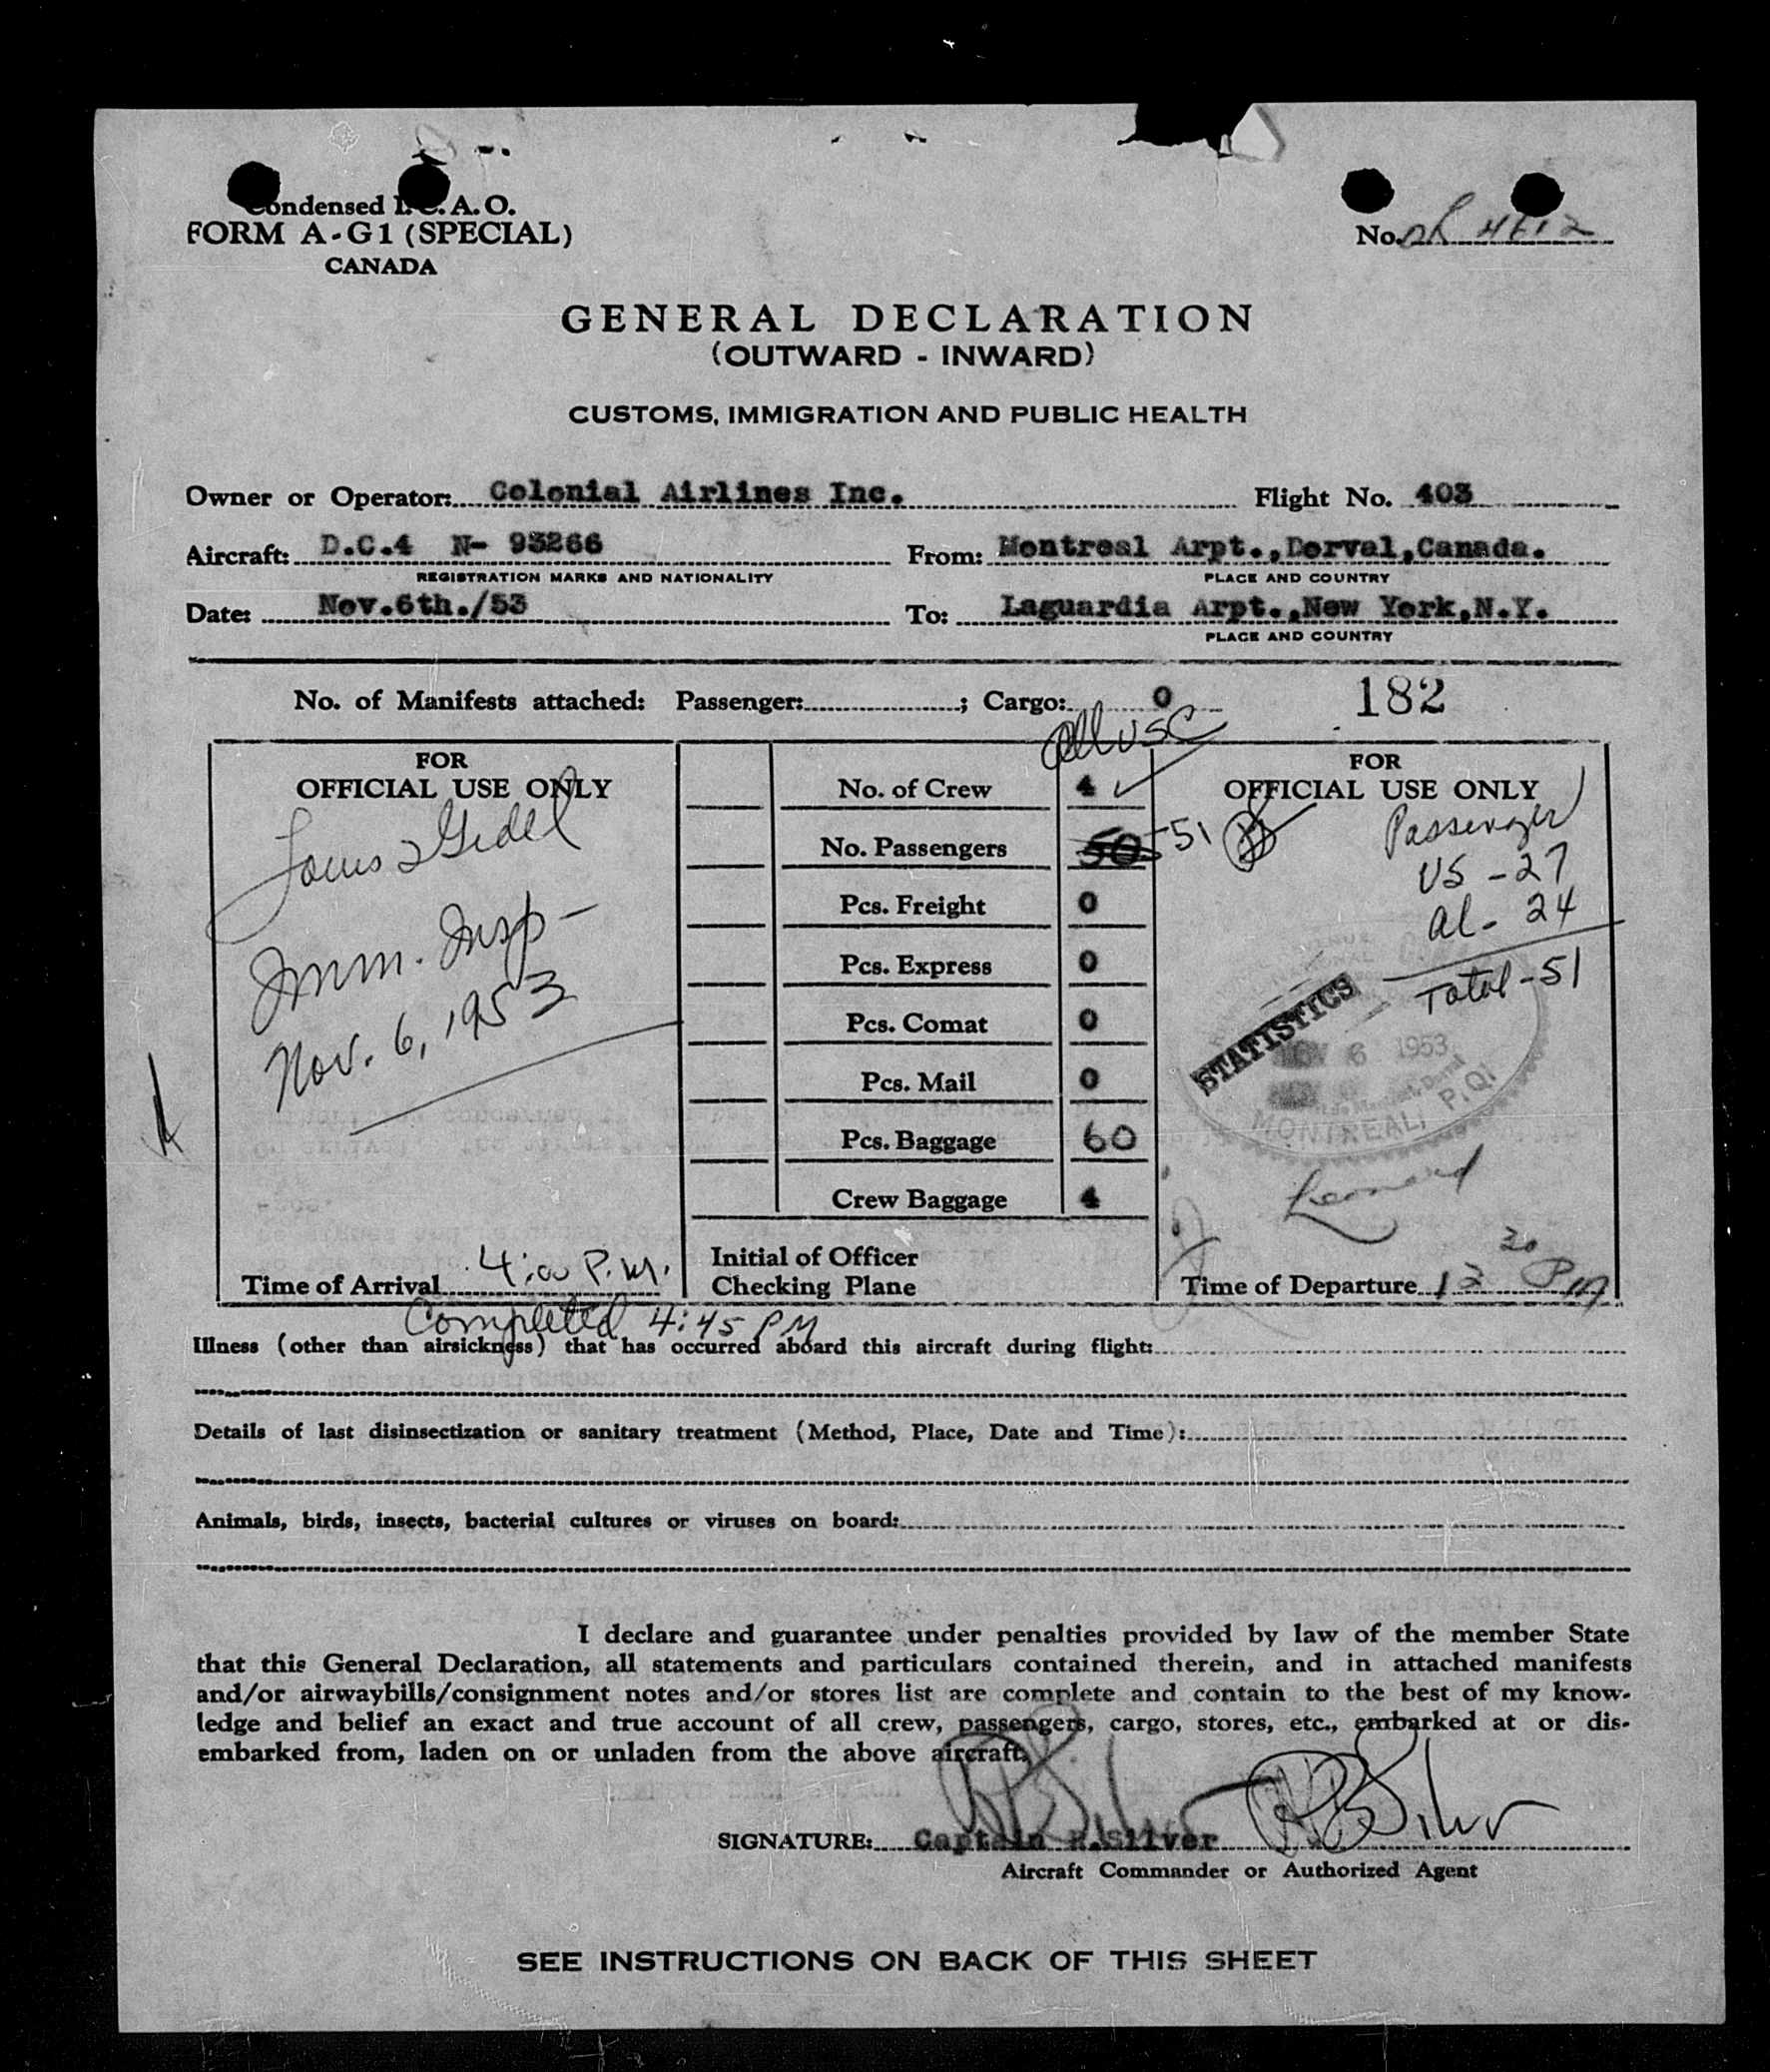 Condensed I.C.A.O.
FORM A-G1 (SPECIAL)
CANADA
No. 4612
GENERAL DECLARATION
(OUTWARD - INWARD)
CUSTOMS, IMMIGRATION AND PUBLIC HEALTH
Owner or Operator: Colonial Airlines Inc. Flight No. 403
Aircraft: D.C.4 N- 93266 From: Montreal Arpt.,Dorval,Canada.
REGISTRATION MARKS AND NATIONALITY PLACE AND COUNTRY
Date: Nov.6th./53 To: Laguardia Arpt.,New York,N.Y.
PLACE AND COUNTRY
No. of Manifests attached: Passenger: ; Cargo: 0 182
All USC
FOR
OFFICIAL USE ONLY
Louis
Imm. Insp-
Nov. 6, 1953
Time of Arrival 4:00 P.M.
No. of Crew 4
No. Passengers 50 51
Pcs. Freight 0
Pcs. Express 0
Pcs. Comat 0
Pcs. Mail 0
Pcs. Baggage 60
Crew Baggage 4
Initial of Officer
Checking Plane
FOR
OFFICIAL USE ONLY
Passenger
US - 27
al - 24
Total - 51
STATISTICS
NOV 6 1953
MONTREAL, P.Q.
Leonard
Time of Departure 12 30 Pm
Completed 4:45 PM
Illness (other than airsickness) that has occurred aboard this aircraft during flight:
Details of last disinsectization or sanitary treatment (Method, Place, Date and Time):
Animals, birds, insects, bacterial cultures or viruses on board:
I declare and guarantee under penalties provided by law of the member State
that this General Declaration, all statements and particulars contained therein, and in attached manifests
and/or airwaybills/consignment notes and/or stores list are complete and contain to the best of my know-
ledge and belief an exact and true account of all crew, passengers, cargo, stores, etc., embarked at or dis-
embarked from, laden on or unladen from the above aircraft.
SIGNATURE: Captain R.Silver RBSilver
Aircraft Commander or Authorized Agent
SEE INSTRUCTIONS ON BACK OF THIS SHEET